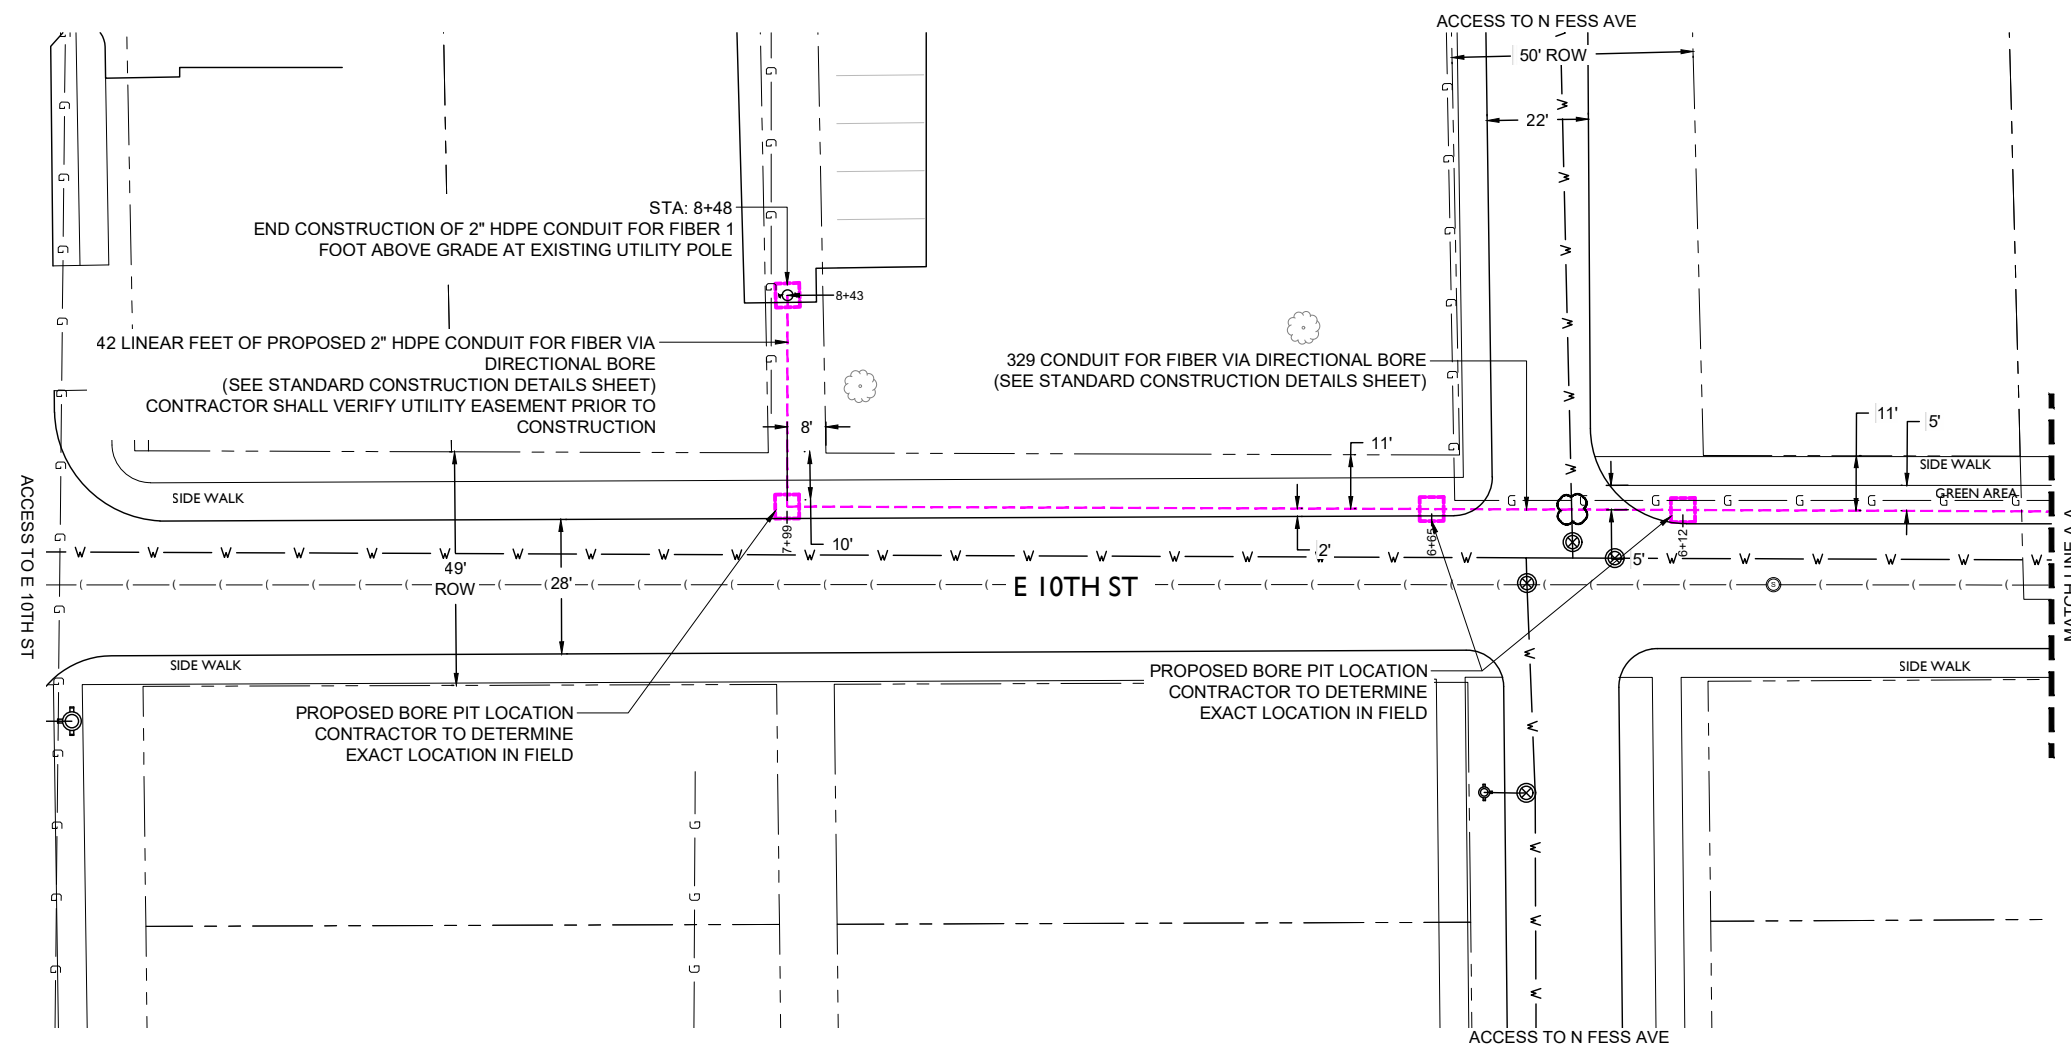 ACCESS TO N FESS AVE
50' ROW
22'
STA: 8+48
END CONSTRUCTION OF 2" HDPE CONDUIT FOR FIBER 1
FOOT ABOVE GRADE AT EXISTING UTILITY POLE
8+43
42 LINEAR FEET OF PROPOSED 2" HDPE CONDUIT FOR FIBER VIA
DIRECTIONAL BORE
(SEE STANDARD CONSTRUCTION DETAILS SHEET)
CONTRACTOR SHALL VERIFY UTILITY EASEMENT PRIOR TO
CONSTRUCTION
329 CONDUIT FOR FIBER VIA DIRECTIONAL BORE
(SEE STANDARD CONSTRUCTION DETAILS SHEET)
8'
11'
11'
5'
SIDE WALK
SIDE WALK
GREEN AREA
7+99
10'
2'
6+65
5'
6+12
49'
ROW
28'
E 10TH ST
S
ACCESS TO E 10TH ST
MATCH LINE A-A
SIDE WALK
SIDE WALK
PROPOSED BORE PIT LOCATION
CONTRACTOR TO DETERMINE
EXACT LOCATION IN FIELD
PROPOSED BORE PIT LOCATION
CONTRACTOR TO DETERMINE
EXACT LOCATION IN FIELD
ACCESS TO N FESS AVE